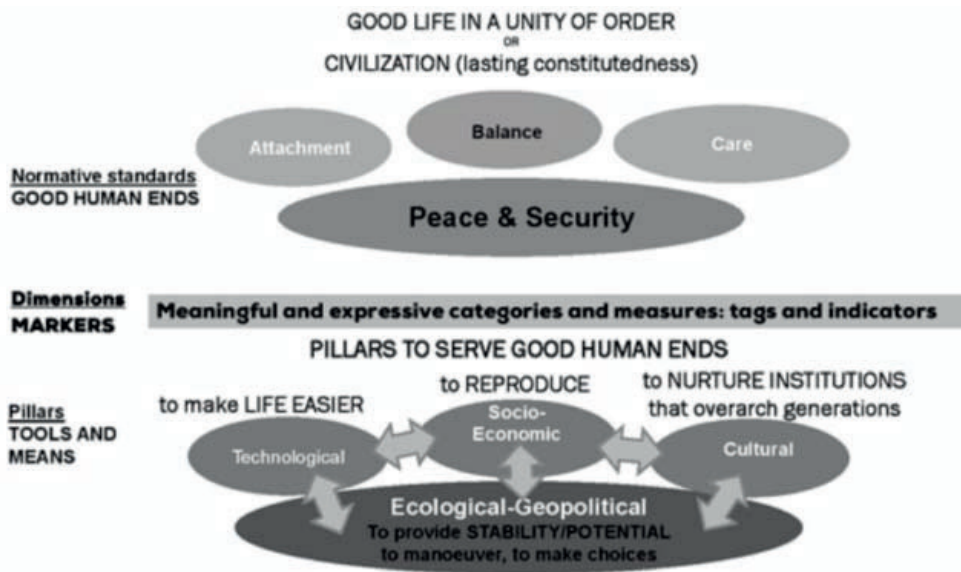 GOOD LIFE IN A UNITY OF ORDER
OR
CIVILIZATION (lasting constitutedness)
Attachment
Balance
Care
Normative standards
GOOD HUMAN ENDS
Peace & Security
Dimensions
MARKERS
Meaningful and expressive categories and measures: tags and indicators
PILLARS TO SERVE GOOD HUMAN ENDS
to make LIFE EASIER
to REPRODUCE
to NURTURE INSTITUTIONS
that overarch generations
Pillars
TOOLS AND
MEANS
Technological
Socio-
Economic
Cultural
Ecological-Geopolitical
To provide STABILITY/POTENTIAL
to manoeuver, to make choices